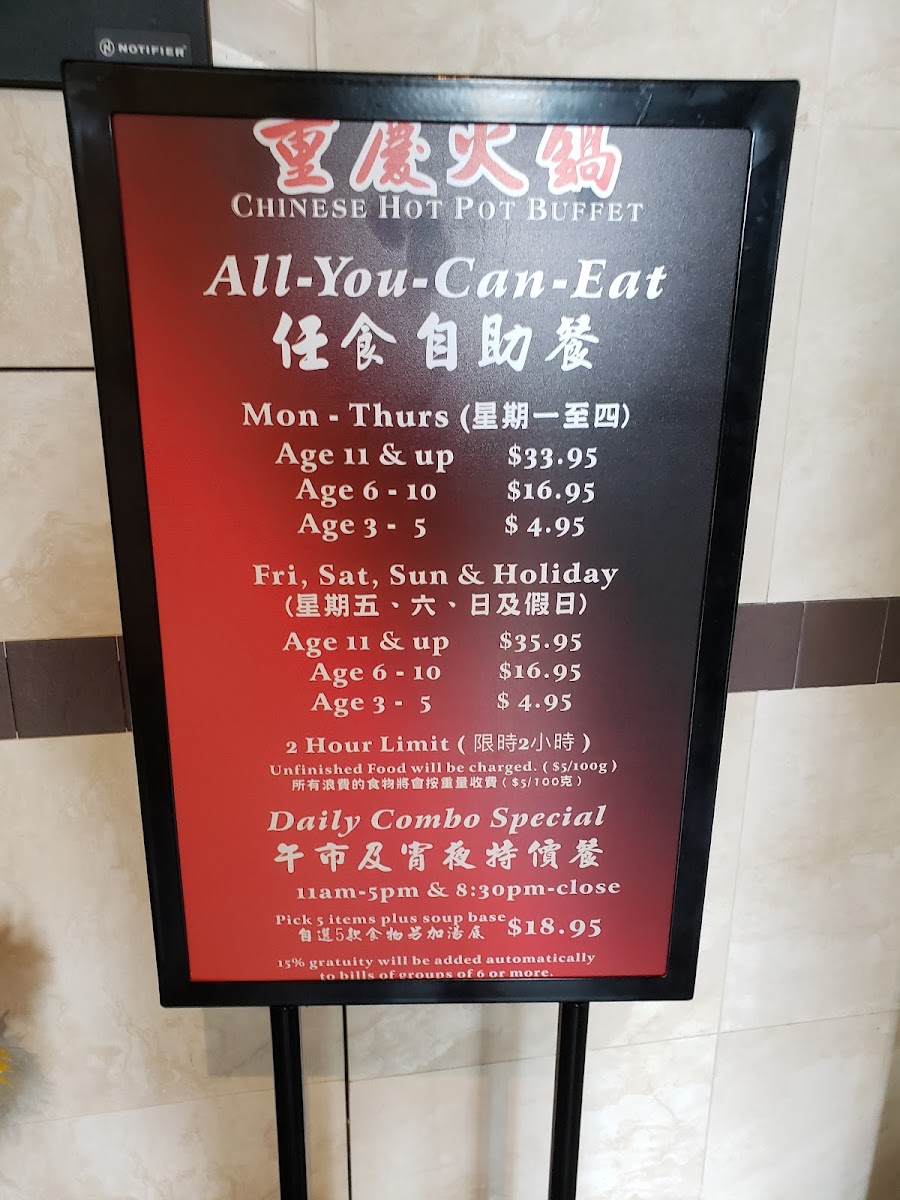 NOTIFIER
重慶火鍋
CHINESE HOT POT BUFFET
All-You-Can-Eat
任食自助餐
Mon - Thurs (星期一至四)
Age 11 & up $33.95
Age 6 - 10 $16.95
Age 3 - 5 $ 4.95
Fri, Sat, Sun & Holiday
(星期五、六、日及假日)
Age 11 & up $35.95
Age 6 - 10 $16.95
Age 3 - 5 $ 4.95
2 Hour Limit ( 限時2小時 )
Unfinished Food will be charged. ( $5/100g )
所有浪費的食物將會按重量收費 ( $5/100克 )
Daily Combo Special
午市及宵夜特價餐
11am-5pm & 8:30pm-close
Pick 5 items plus soup base $18.95
自選5款食物另加湯底
15% gratuity will be added automatically
to bills of groups of 6 or more.